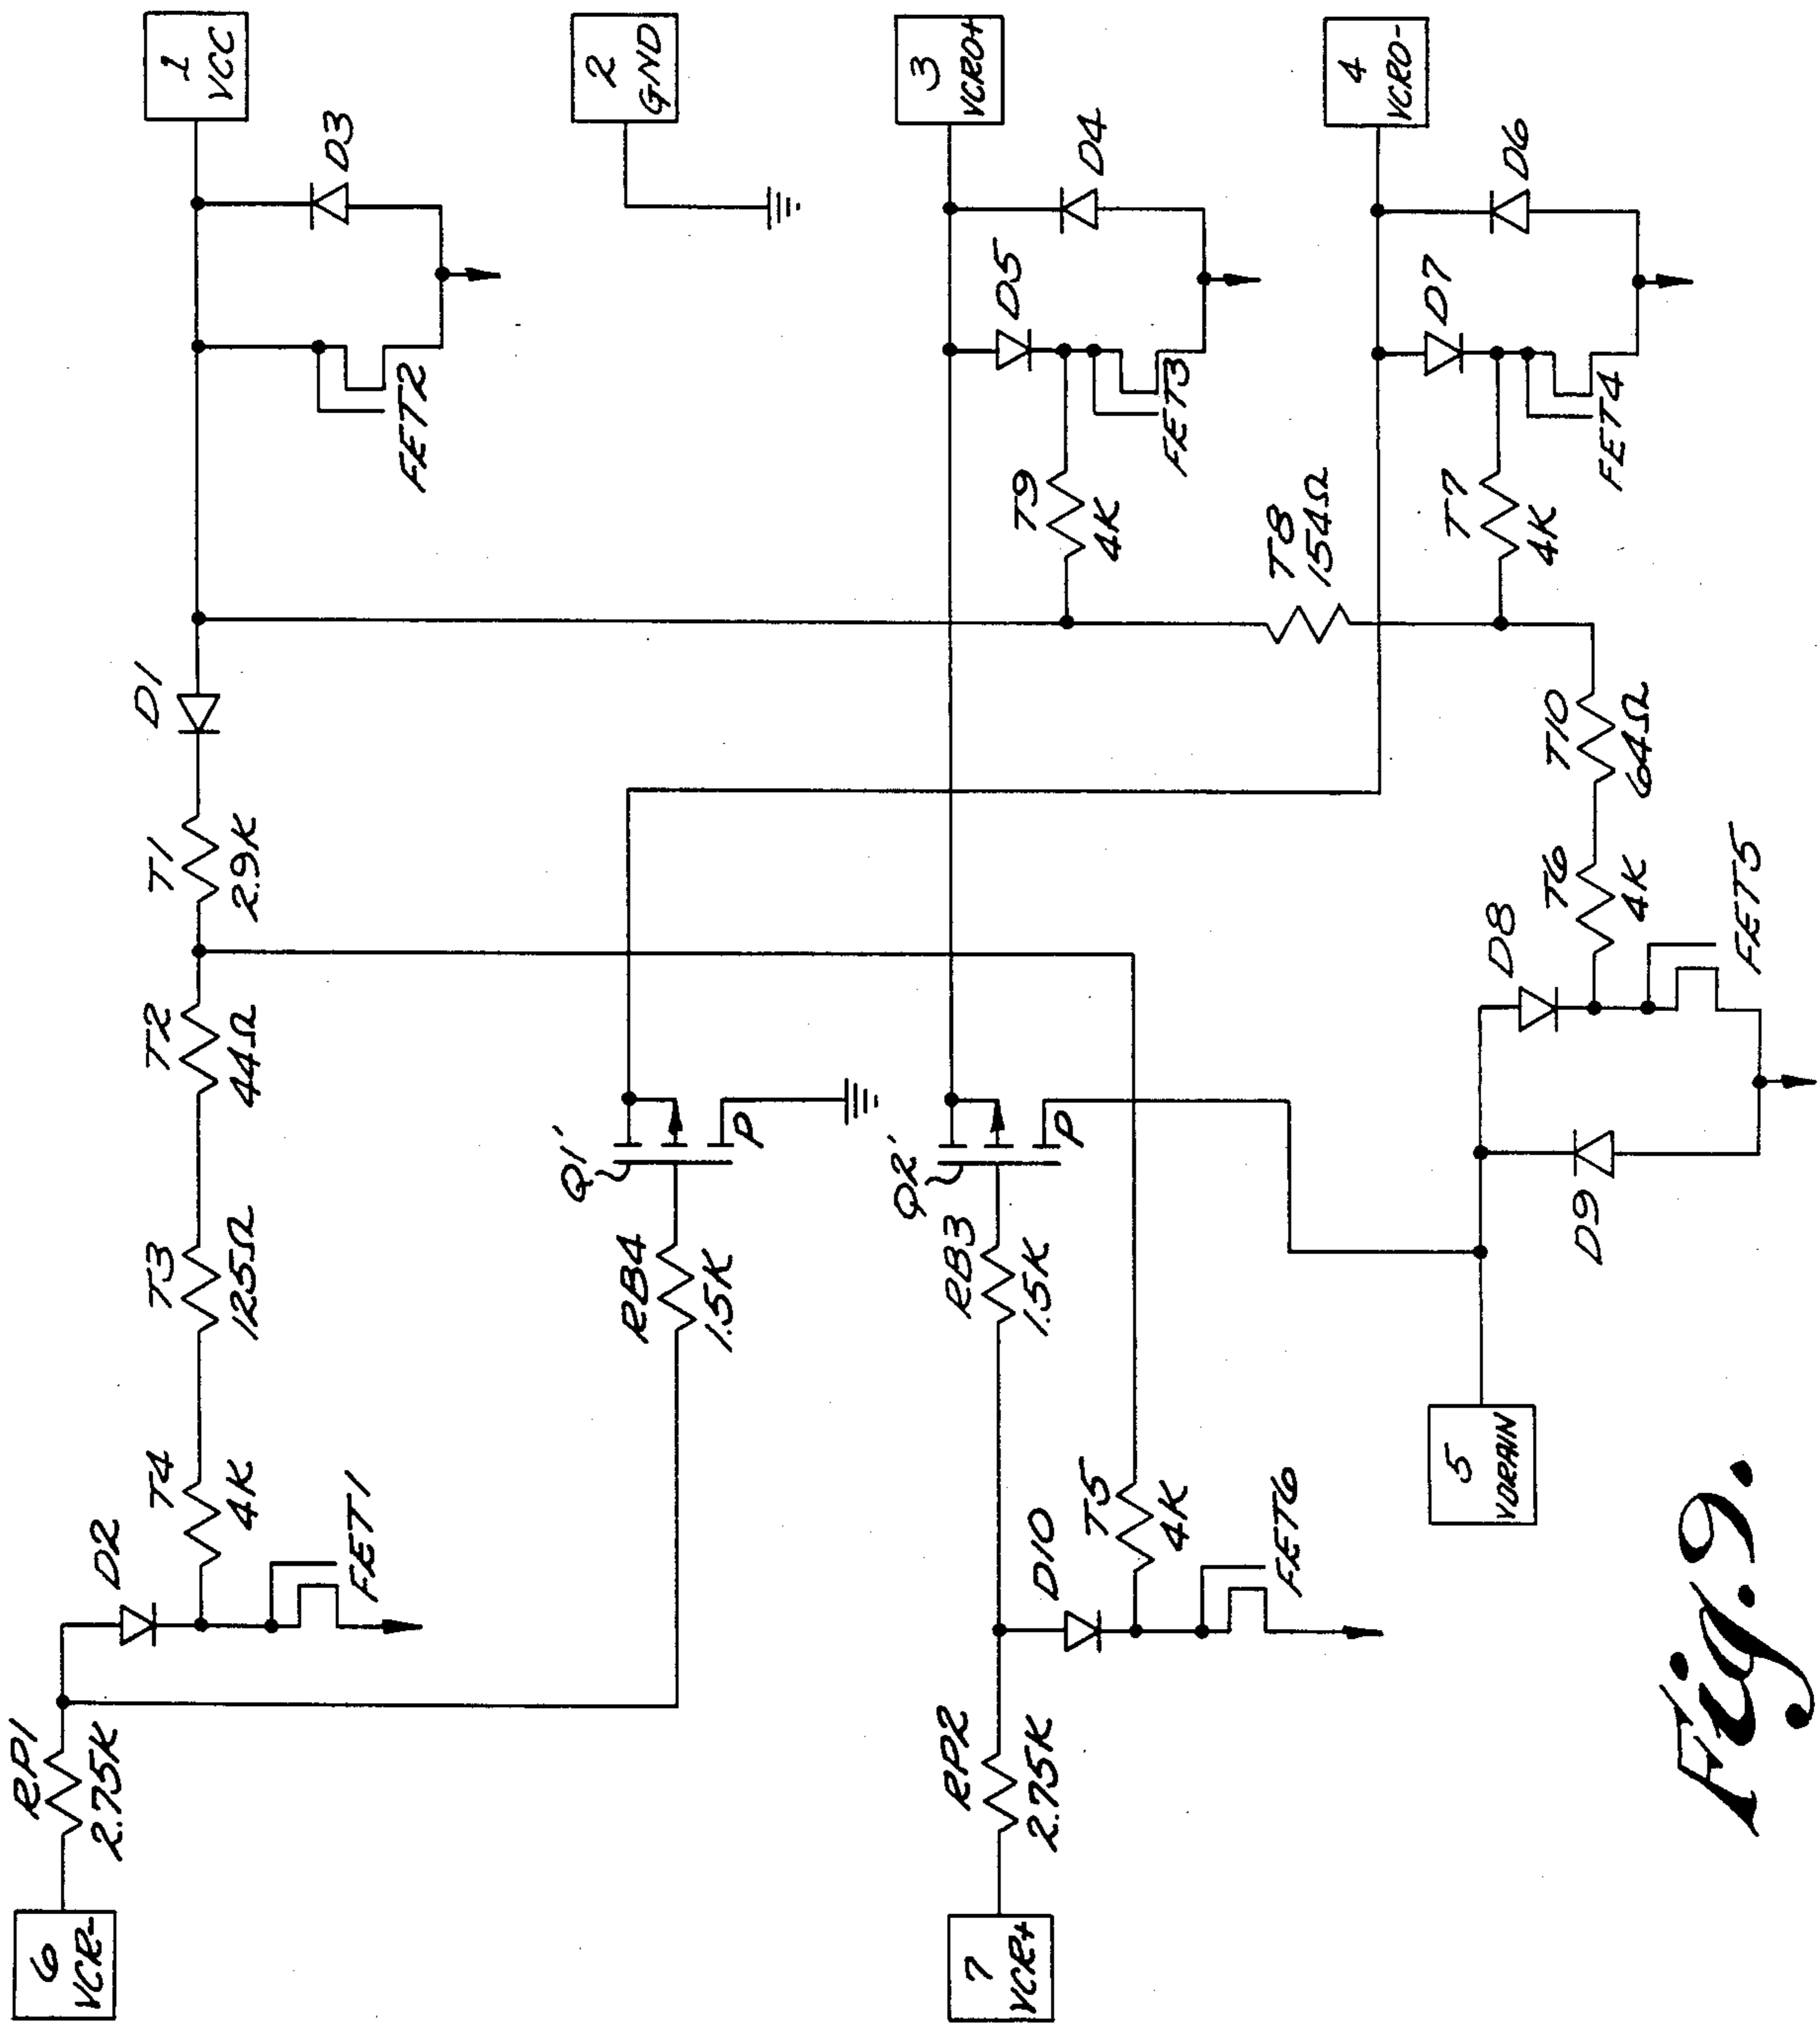 6
VCR-
RP1
2.75K
D2
T4
4K
FET1
T3
125Ω
T2
44Ω
T1
2.9K
D1
FET2
D3
1
VCC
2
GND
RB4
1.5K
Q1'
P
7
VCR+
RP2
2.75K
D10
T5
4K
FET6
RB3
1.5K
Q2'
P
T9
4K
D5
FET3
D4
3
VCRO+
T8
154Ω
T7
4K
D7
FET4
D6
4
VCRO-
5
VDRAIN
D9
D8
FET5
T6
4K
T10
64Ω
Fig. 9.